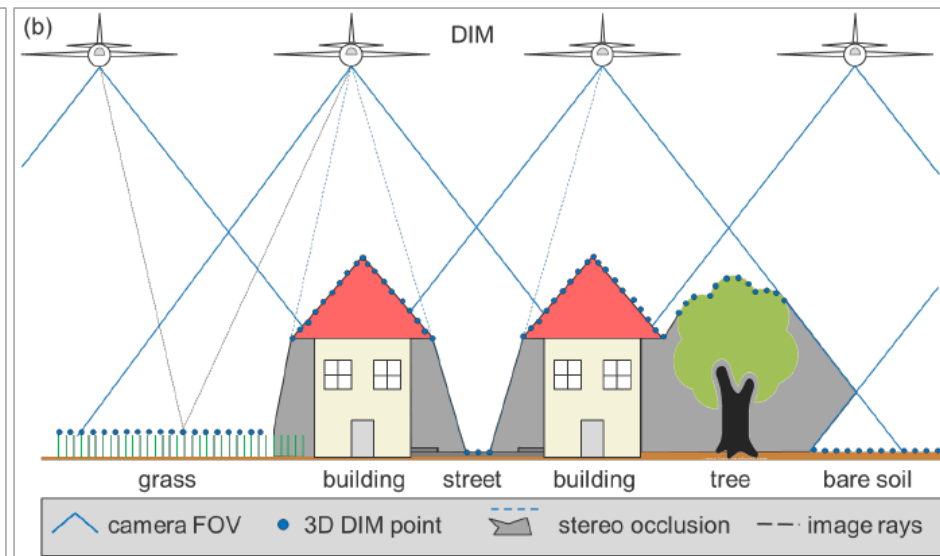 (b)
DIM
grass building street building tree bare soil
camera FOV 3D DIM point stereo occlusion image rays